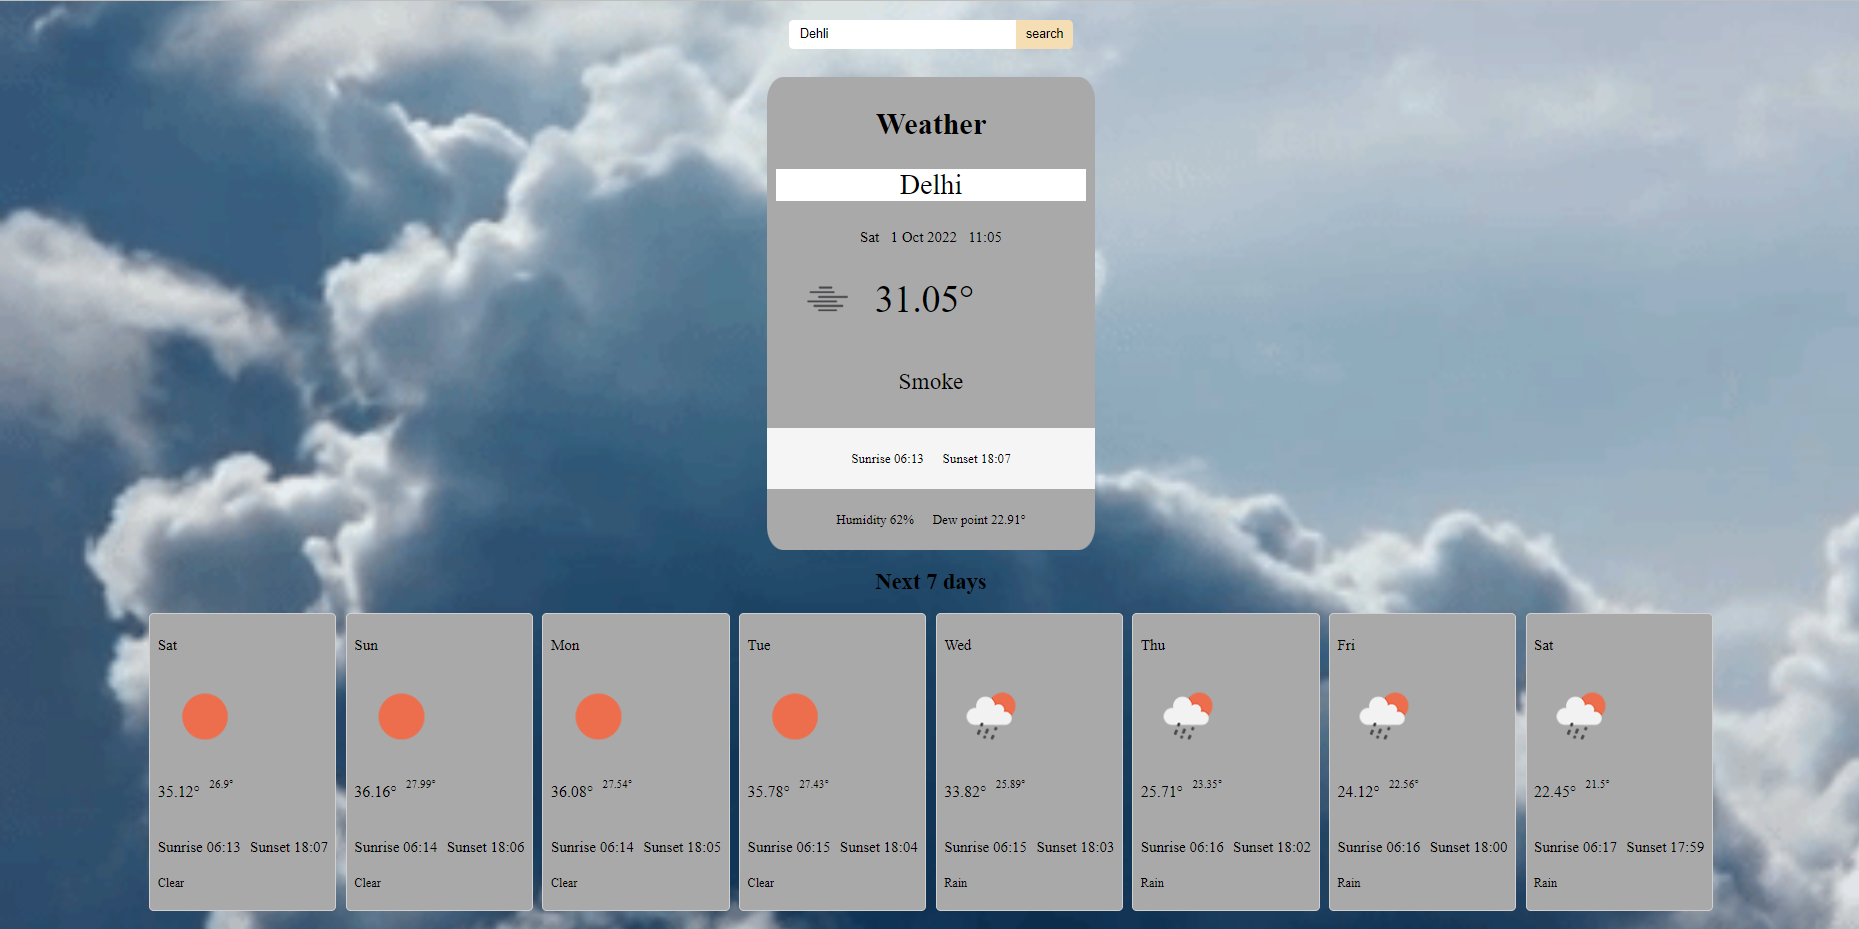 Dehli search
Weather
Delhi
Sat 1 Oct 2022 11:05
31.05°
Smoke
Sunrise 06:13 Sunset 18:07
Humidity 62% Dew point 22.91°
Next 7 days
Sat
35.12° 26.9°
Sunrise 06:13 Sunset 18:07
Clear
Sun
36.16° 27.99°
Sunrise 06:14 Sunset 18:06
Clear
Mon
36.08° 27.54°
Sunrise 06:14 Sunset 18:05
Clear
Tue
35.78° 27.43°
Sunrise 06:15 Sunset 18:04
Clear
Wed
33.82° 25.89°
Sunrise 06:15 Sunset 18:03
Rain
Thu
25.71° 23.35°
Sunrise 06:16 Sunset 18:02
Rain
Fri
24.12° 22.56°
Sunrise 06:16 Sunset 18:00
Rain
Sat
22.45° 21.5°
Sunrise 06:17 Sunset 17:59
Rain